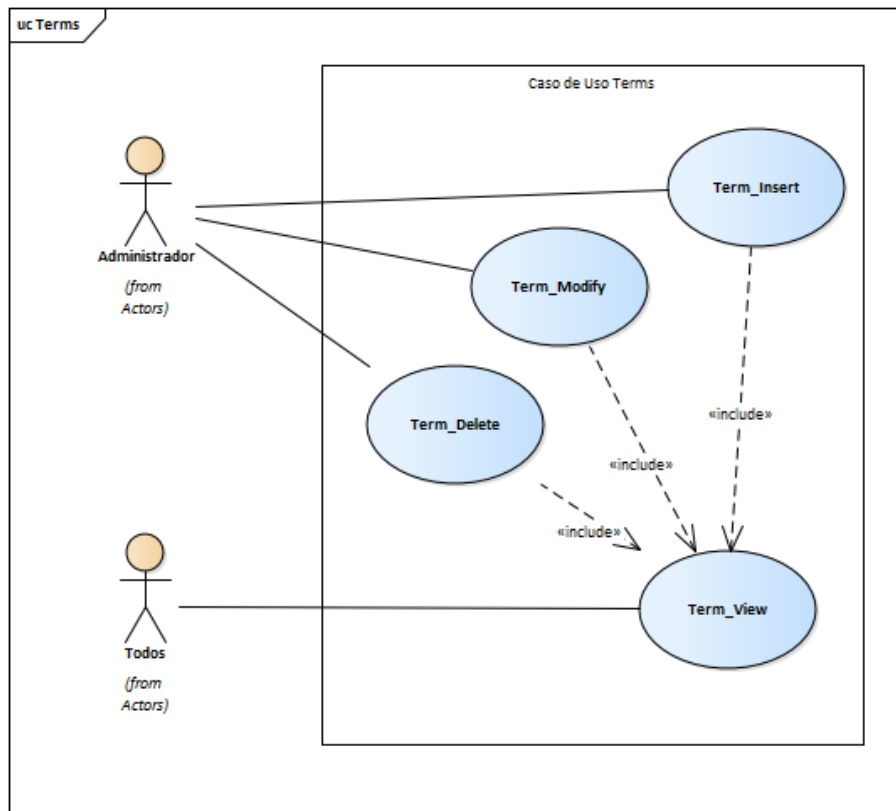 uc Terms
Caso de Uso Terms
Term_Insert
Administrador
(from
Actors)
Term_Modify
Term_Delete
«include»
«include»
«include»
Todos
(from
Actors)
Term_View